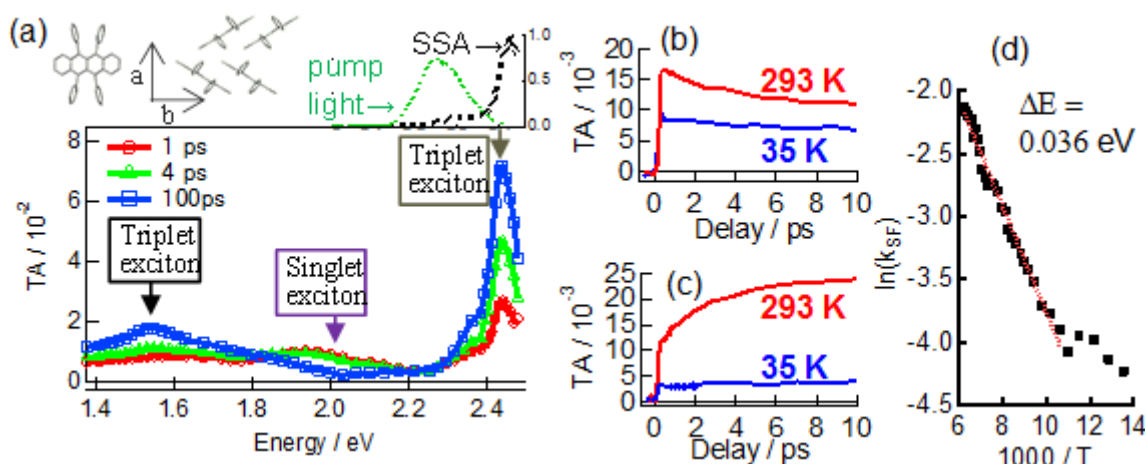 (a)
a
b
pump
light→
SSA→
1.0
0.5
0.0
8
6
4
2
0
TA / 10-2
1 ps
4 ps
100ps
Triplet
exciton
Singlet
exciton
Triplet
exciton
1.4
1.6
1.8
2.0
2.2
2.4
Energy / eV
(b)
20
15
10
5
0
TA / 10-3
293 K
35 K
0
2
4
6
8
10
Delay / ps
(c)
25
20
15
10
5
0
TA / 10-3
293 K
35 K
0
2
4
6
8
10
Delay / ps
(d)
ΔE =
0.036 eV
-2.0
-2.5
-3.0
-3.5
-4.0
-4.5
ln(kSF)
6
8
10
12
14
1000 / T